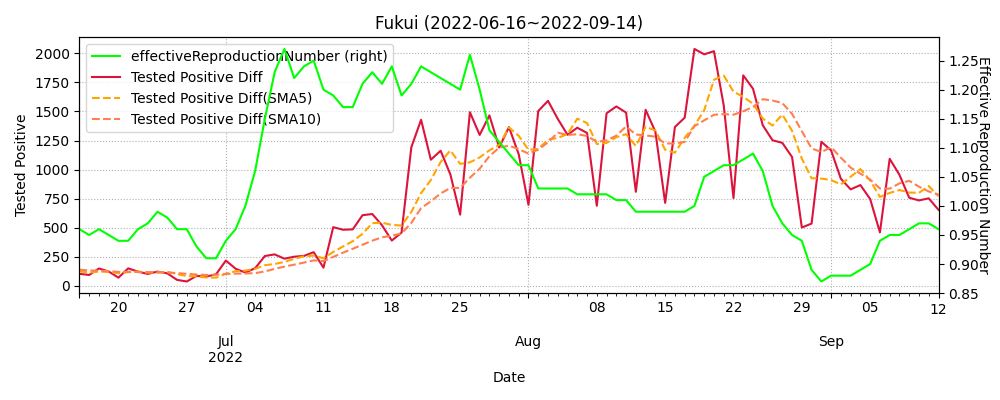 Fukui (2022-06-16~2022-09-14)
effectiveReproductionNumber (right)
Tested Positive Diff
Tested Positive Diff(SMA5)
Tested Positive Diff(SMA10)
Tested Positive
2000
1750
1500
1250
1000
750
500
250
0
1.25
1.20
1.15
1.10
1.05
1.00
0.95
0.90
0.85
Effective Reproduction Number
20 27 04 11 18 25 08 15 22 29 05 12
Jul Aug Sep
2022
Date